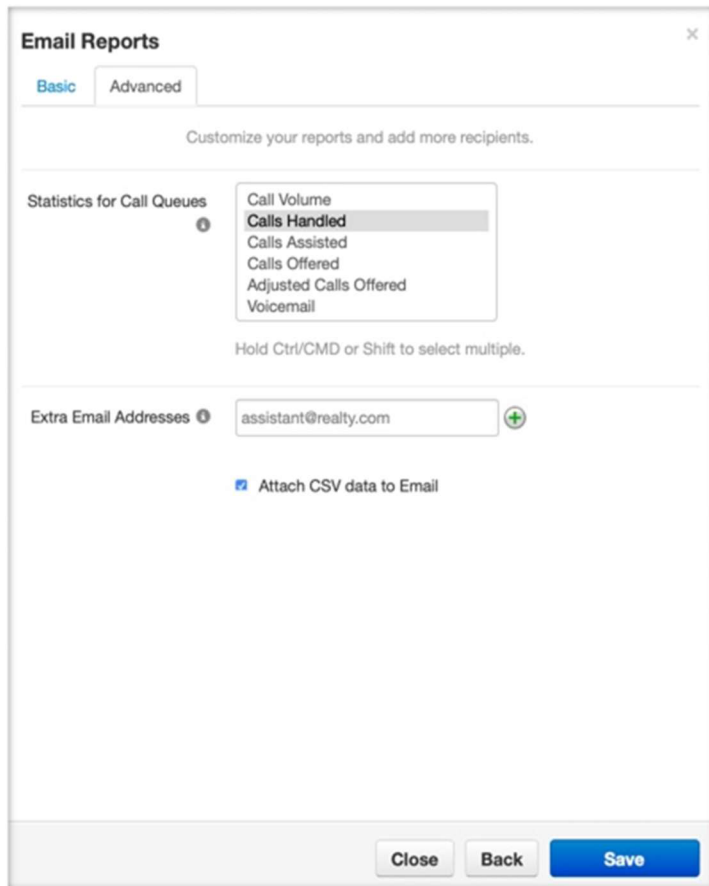 Email Reports
×
Basic
Advanced
Customize your reports and add more recipients.
Statistics for Call Queues
Call Volume
Calls Handled
Calls Assisted
Calls Offered
Adjusted Calls Offered
Voicemail
Hold Ctrl/CMD or Shift to select multiple.
Extra Email Addresses
assistant@realty.com
Attach CSV data to Email
Close
Back
Save